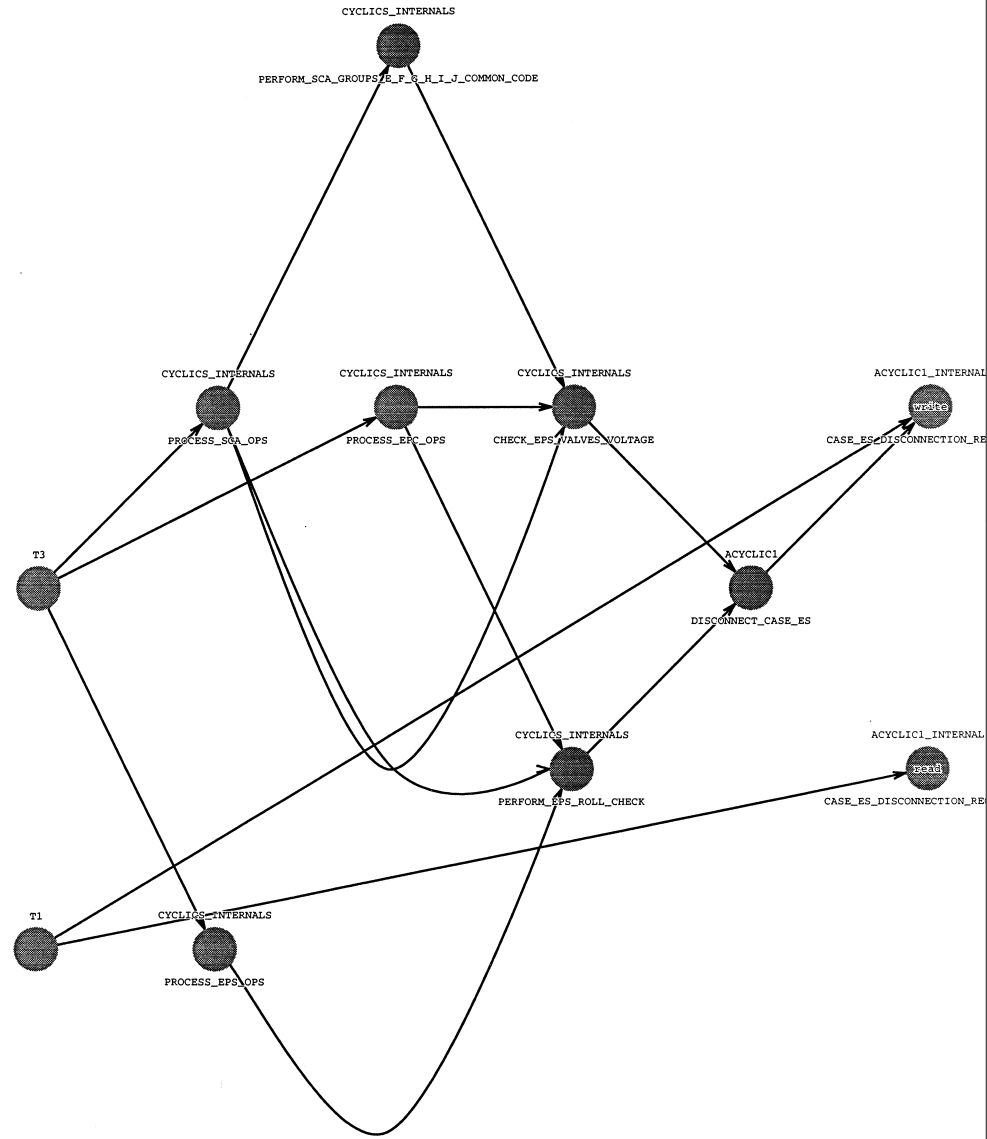 CYCLICS_INTERNALS
PERFORM_SCA_GROUPS_E_F_G_H_I_J_COMMON_CODE
CYCLICS_INTERNALS
PROCESS_SCA_OPS
CYCLICS_INTERNALS
PROCESS_EPC_OPS
CYCLICS_INTERNALS
CHECK_EPS_VALVES_VOLTAGE
ACYCLIC1_INTERNAL
write
CASE_ES_DISCONNECTION_RE
T3
ACYCLIC1
DISCONNECT_CASE_ES
CYCLICS_INTERNALS
PERFORM_EPS_ROLL_CHECK
ACYCLIC1_INTERNAL
read
CASE_ES_DISCONNECTION_RE
T1
CYCLICS_INTERNALS
PROCESS_EPS_OPS